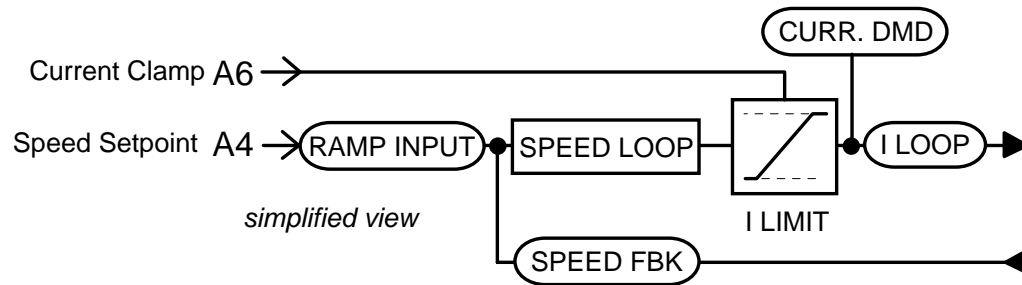 CURR. DMD
Current Clamp A6
Speed Setpoint A4 RAMP INPUT SPEED LOOP I LOOP
simplified view
I LIMIT
SPEED FBK